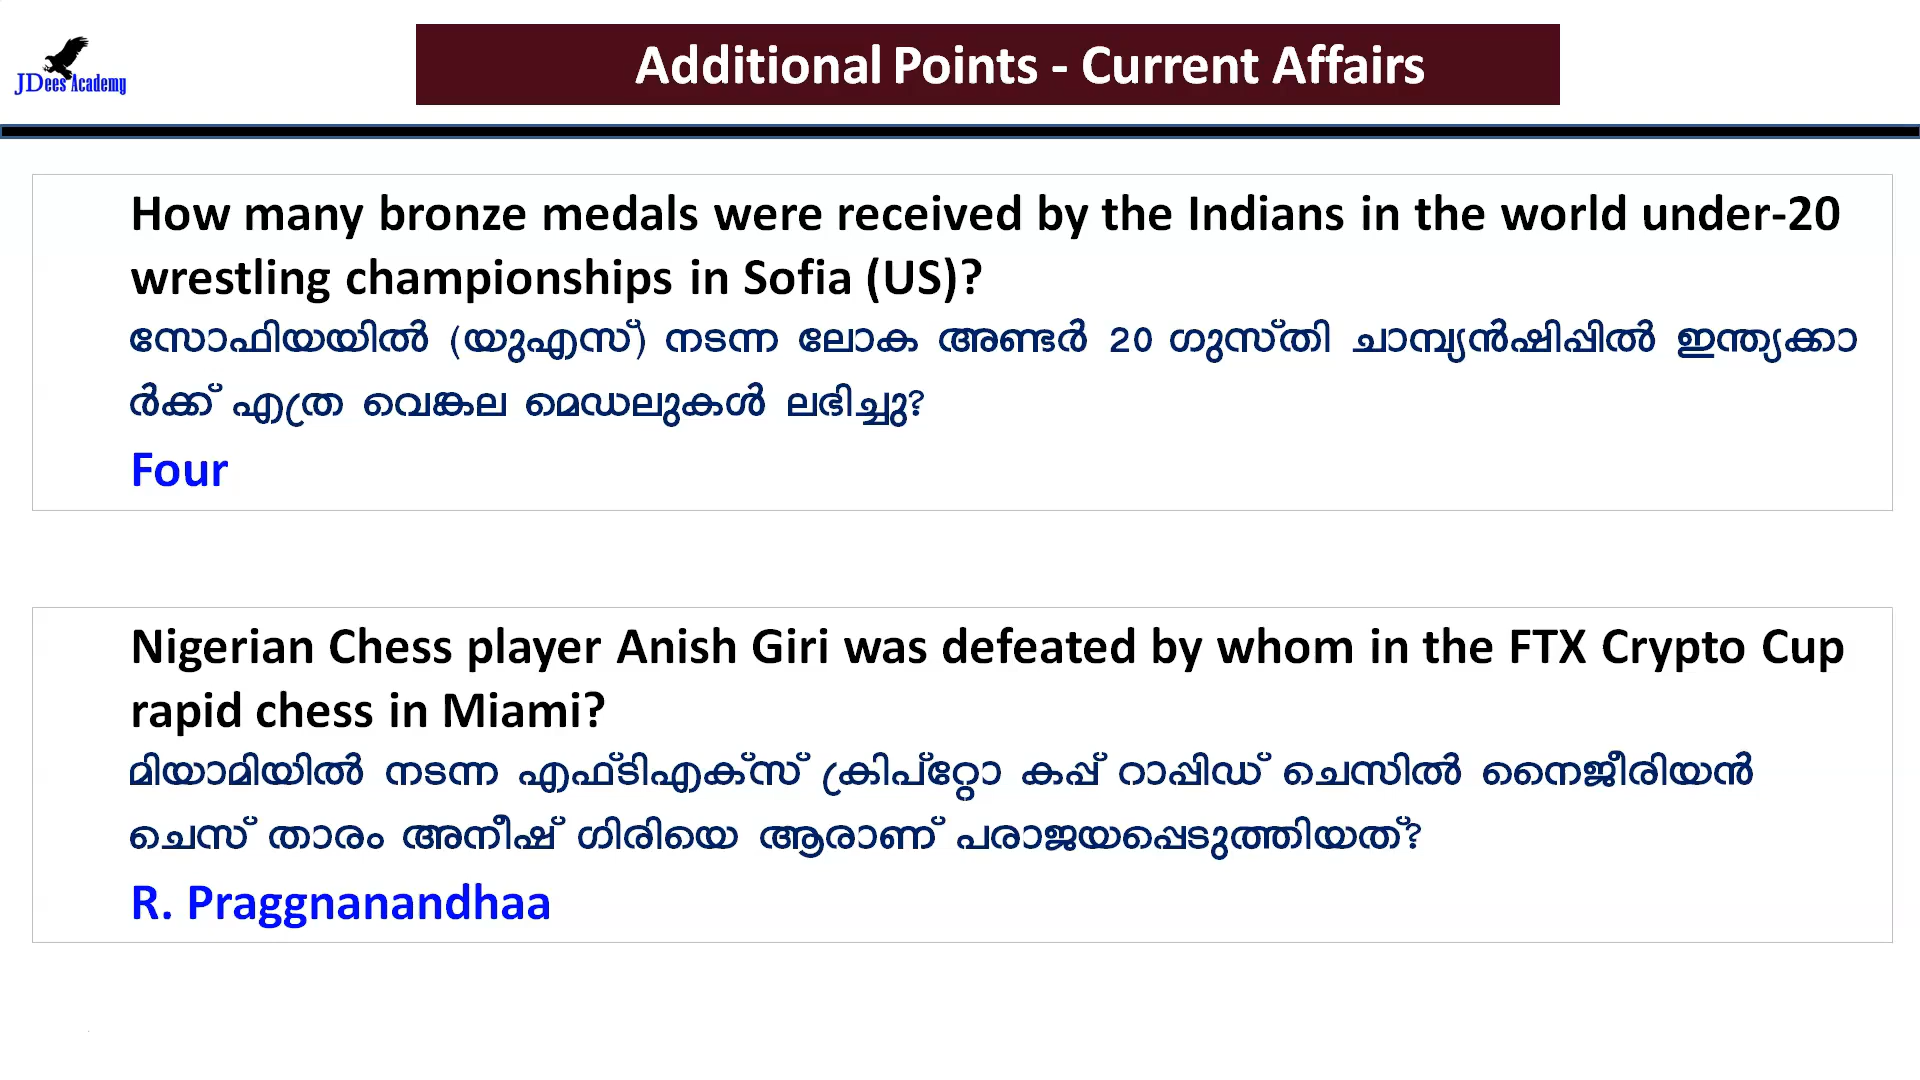 JDees Academy
Additional Points - Current Affairs
How many bronze medals were received by the Indians in the world under-20
wrestling championships in Sofia (US)?
സോഫിയയിൽ (യുഎസ്) നടന്ന ലോക അണ്ടർ 20 ഗുസ്തി ചാമ്പ്യൻഷിപ്പിൽ ഇന്ത്യക്കാ
ർക്ക് എത്ര വെങ്കല മെഡലുകൾ ലഭിച്ചു?
Four
Nigerian Chess player Anish Giri was defeated by whom in the FTX Crypto Cup
rapid chess in Miami?
മിയാമിയിൽ നടന്ന എഫ്ടിഎക്സ് ക്രിപ്റ്റോ കപ്പ് റാപ്പിഡ് ചെസിൽ നൈജീരിയൻ
ചെസ് താരം അനീഷ് ഗിരിയെ ആരാണ് പരാജയപ്പെടുത്തിയത്?
R. Praggnanandhaa